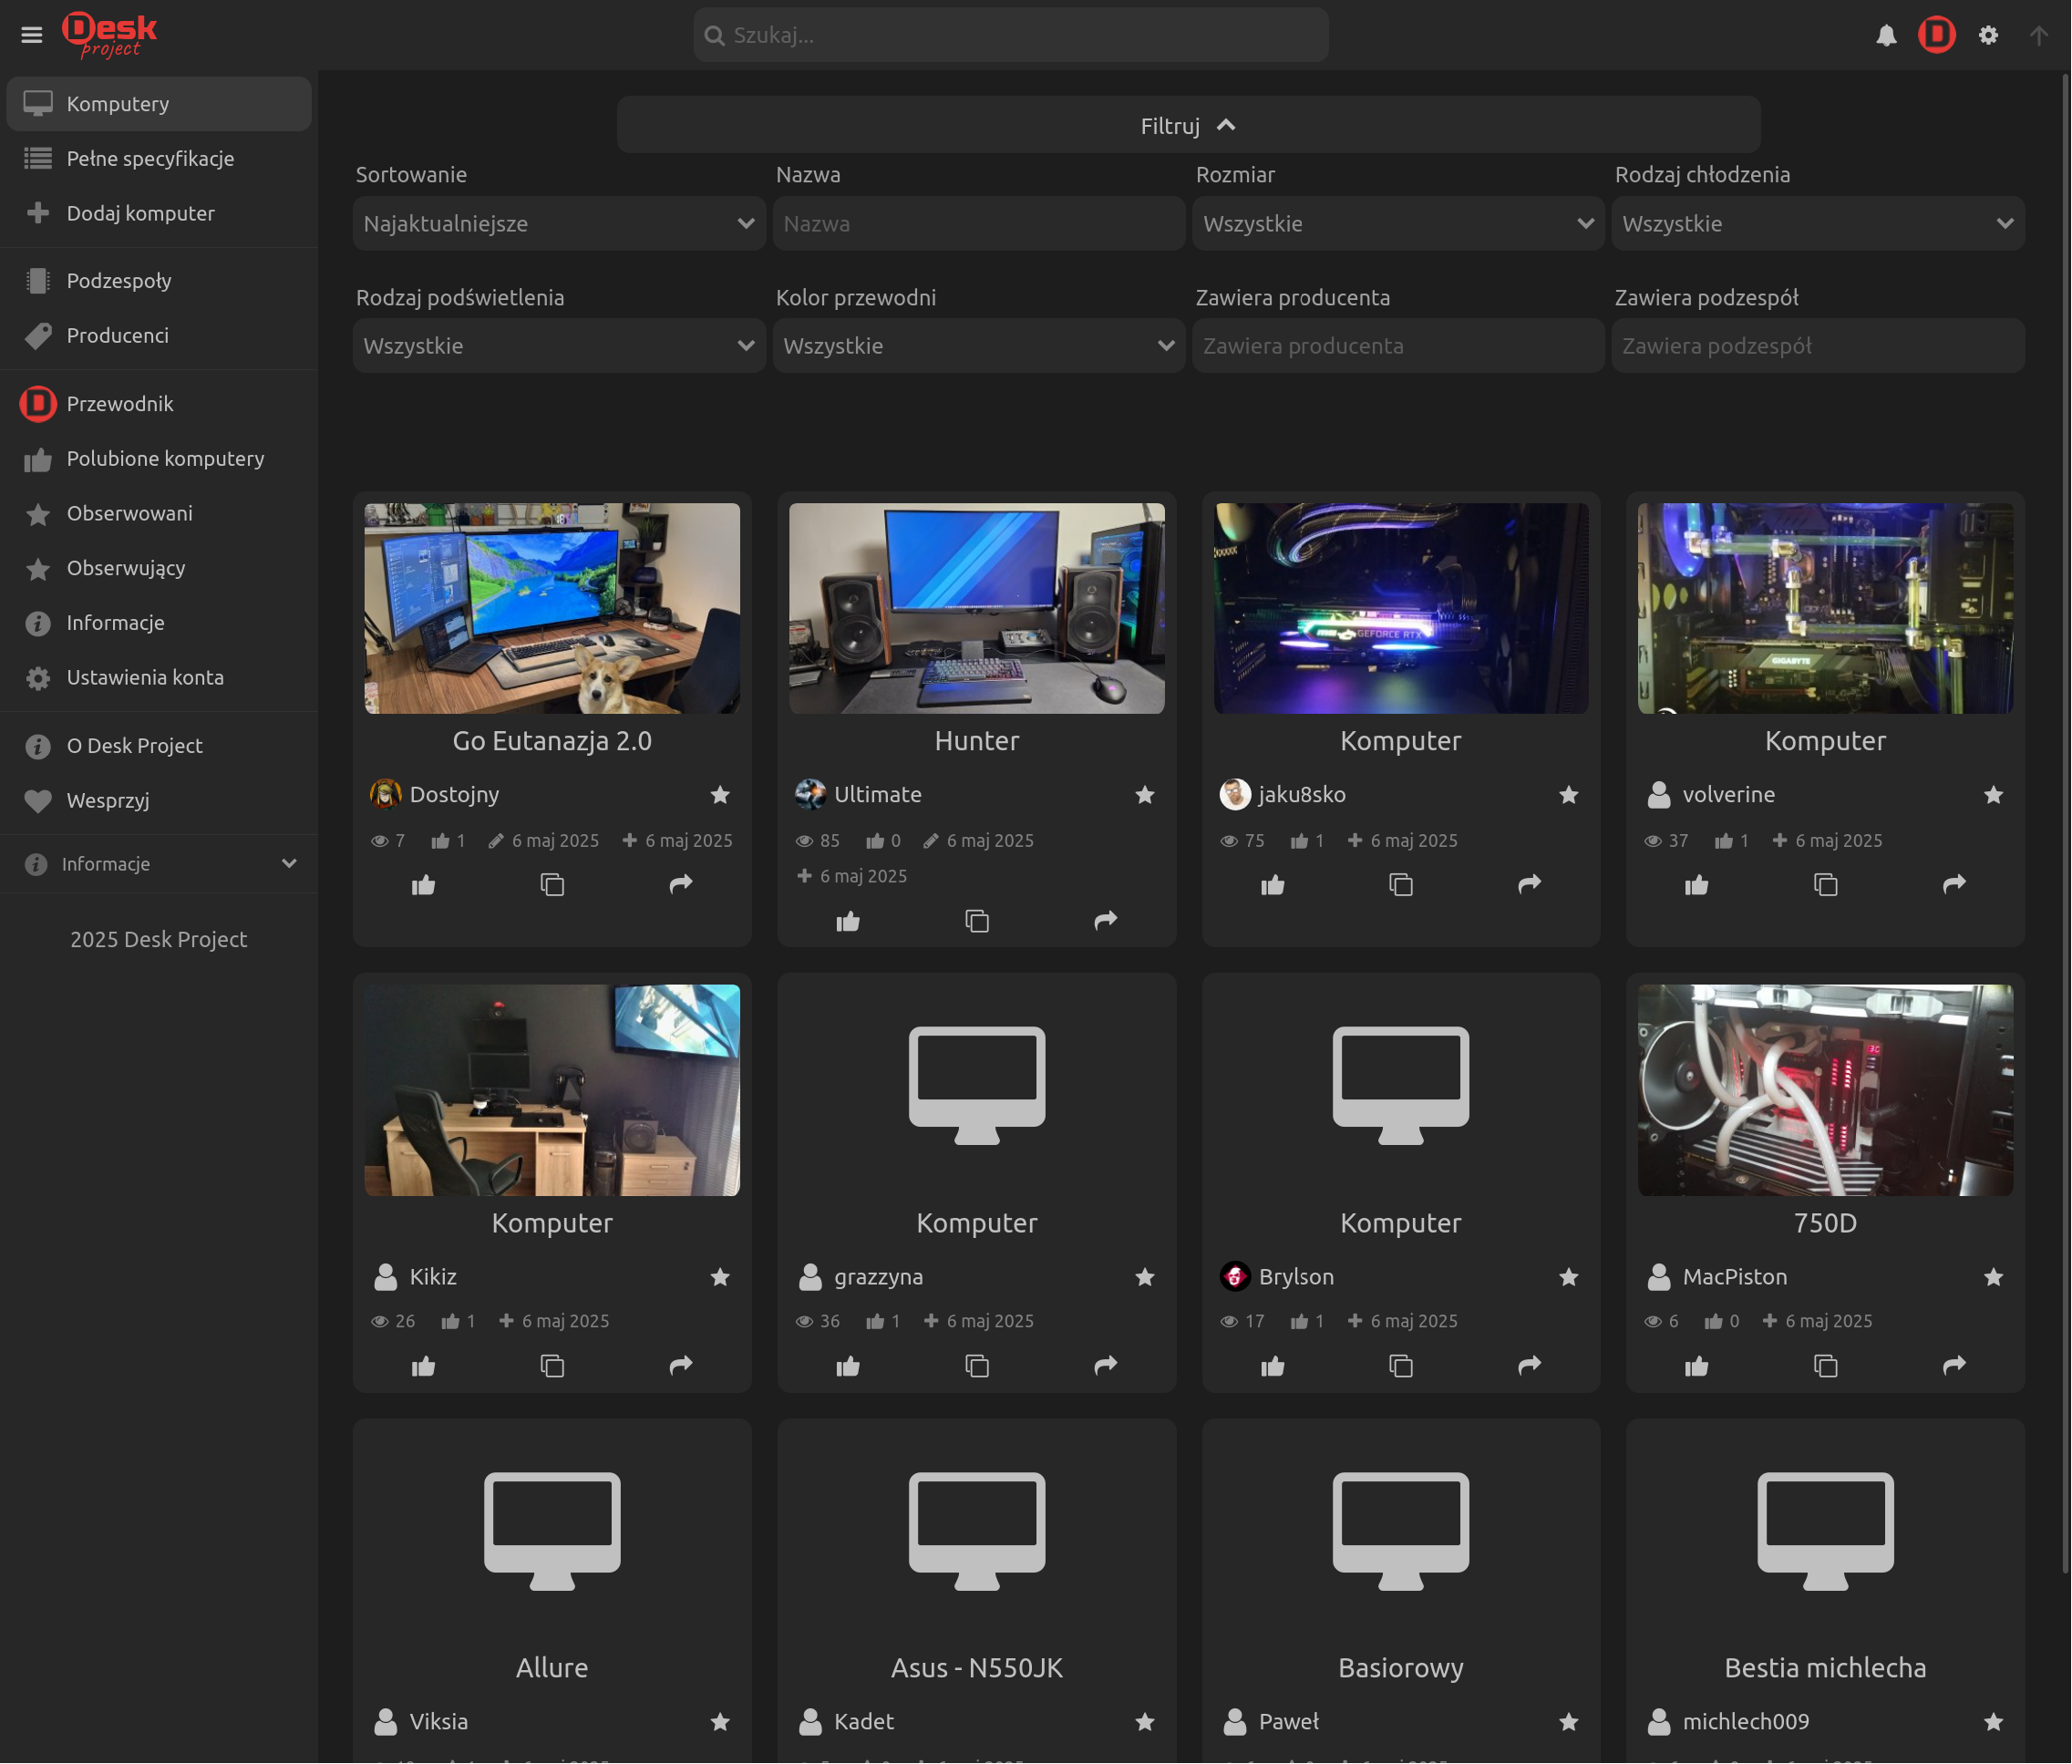 Desk
project
Szukaj...
Komputery
Pełne specyfikacje
Dodaj komputer
Podzespoły
Producenci
Przewodnik
Polubione komputery
Obserwowani
Obserwujący
Informacje
Ustawienia konta
O Desk Project
Wesprzyj
Informacje
2025 Desk Project
Filtruj
Sortowanie
Najaktualniejsze
Nazwa
Nazwa
Rozmiar
Wszystkie
Rodzaj chłodzenia
Wszystkie
Rodzaj podświetlenia
Wszystkie
Kolor przewodni
Wszystkie
Zawiera producenta
Zawiera producenta
Zawiera podzespół
Zawiera podzespół
Go Eutanazja 2.0
Dostojny
7 1 6 maj 2025 6 maj 2025
Hunter
Ultimate
85 0 6 maj 2025
6 maj 2025
GEFORCE RTX
Komputer
jaku8sko
75 1 6 maj 2025
GIGABYTE
Komputer
volverine
37 1 6 maj 2025
Komputer
Kikiz
26 1 6 maj 2025
Komputer
grazzyna
36 1 6 maj 2025
Komputer
Brylson
17 1 6 maj 2025
750D
MacPiston
6 0 6 maj 2025
Allure
Viksia
Asus - N550JK
Kadet
Basiorowy
Paweł
Bestia michlecha
michlech009